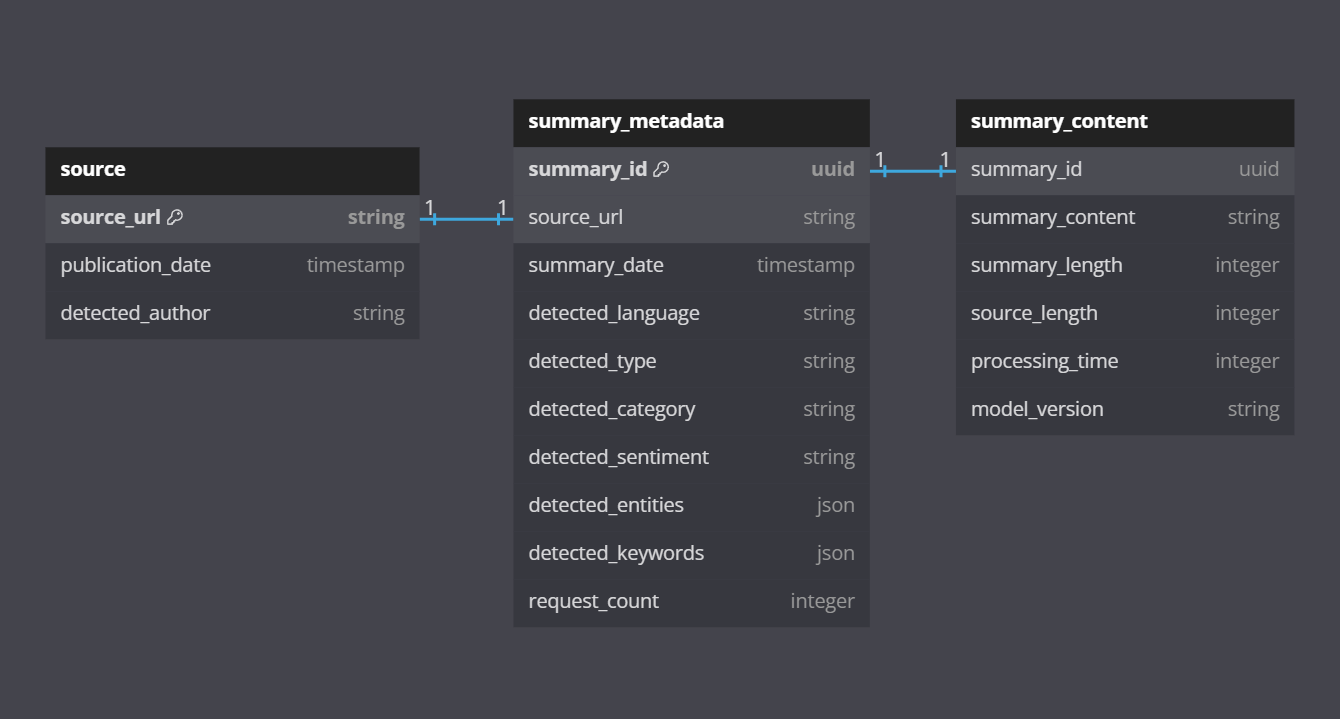 source
source_url string
publication_date timestamp
detected_author string
1 1
summary_metadata
summary_id uuid
source_url string
summary_date timestamp
detected_language string
detected_type string
detected_category string
detected_sentiment string
detected_entities json
detected_keywords json
request_count integer
1 1
summary_content
summary_id uuid
summary_content string
summary_length integer
source_length integer
processing_time integer
model_version string